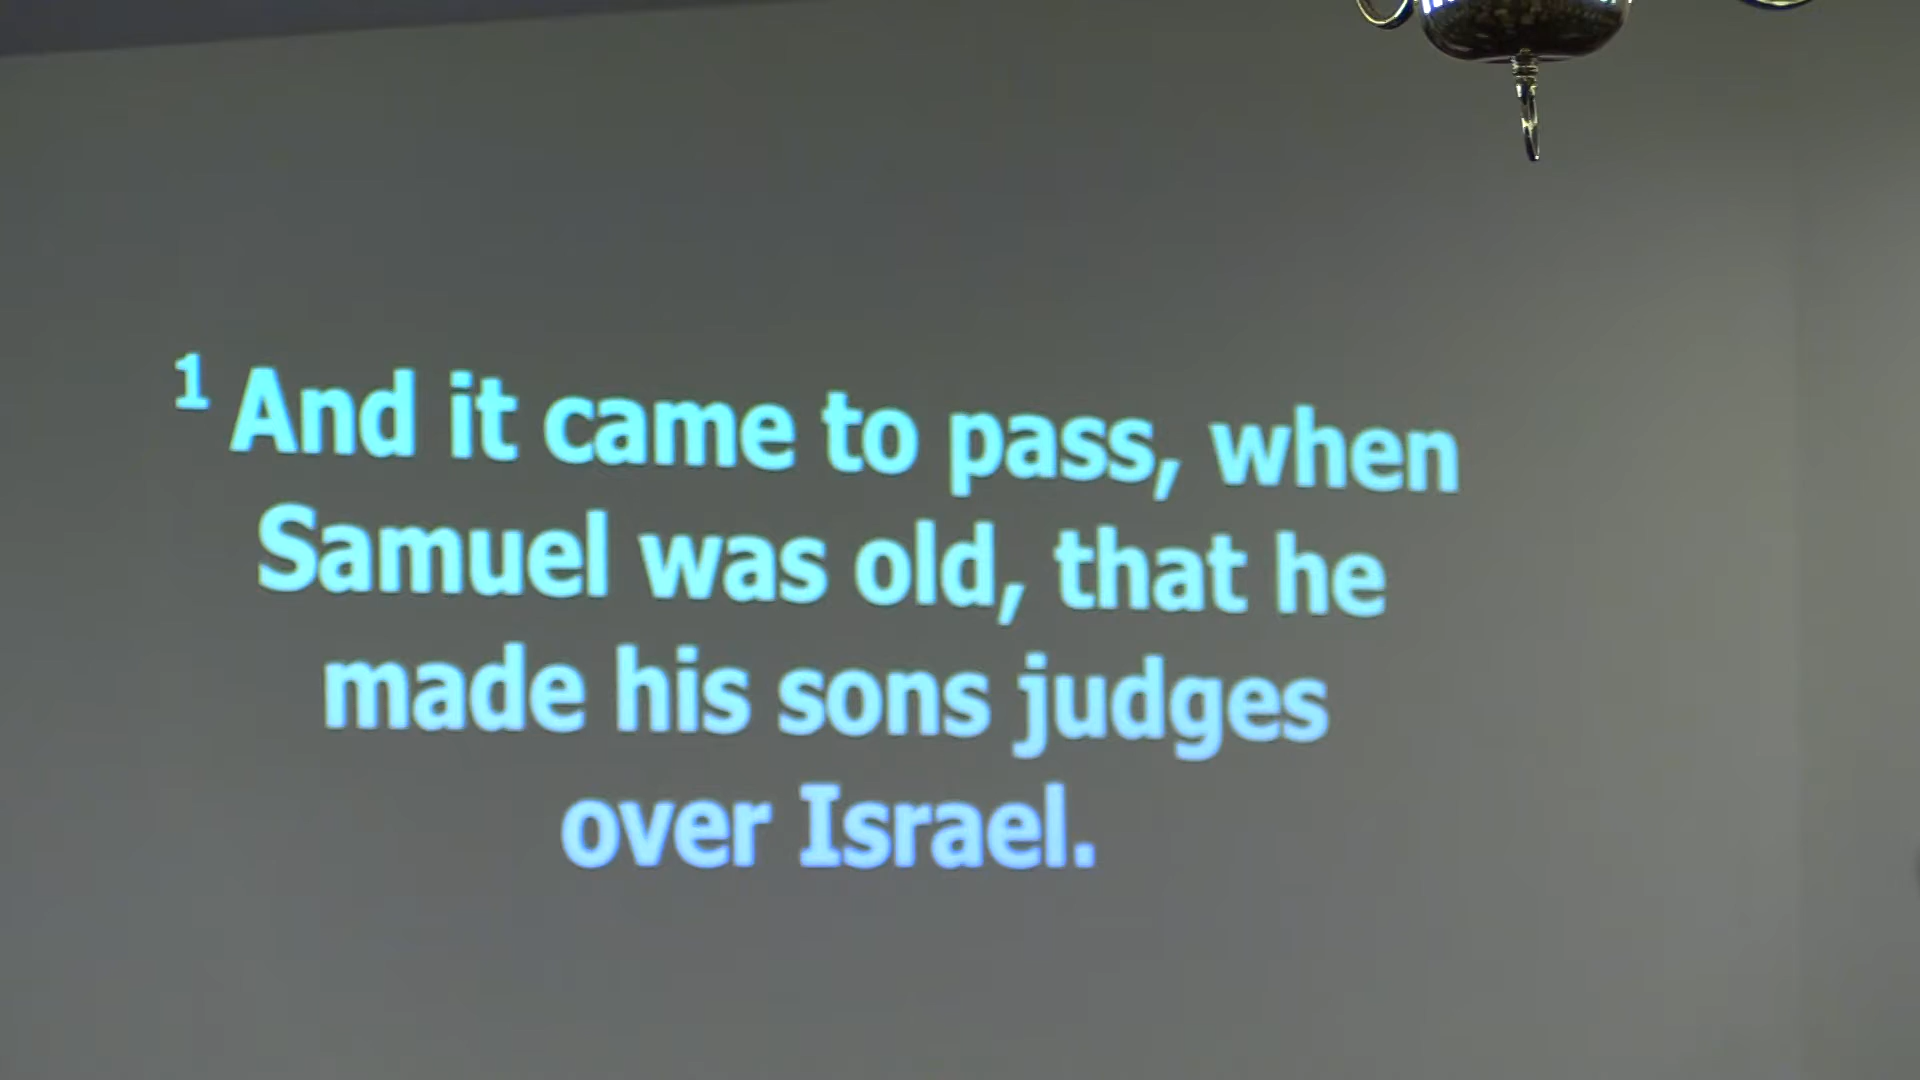 1 And it came to pass, when
Samuel was old, that he
made his sons judges
over Israel.